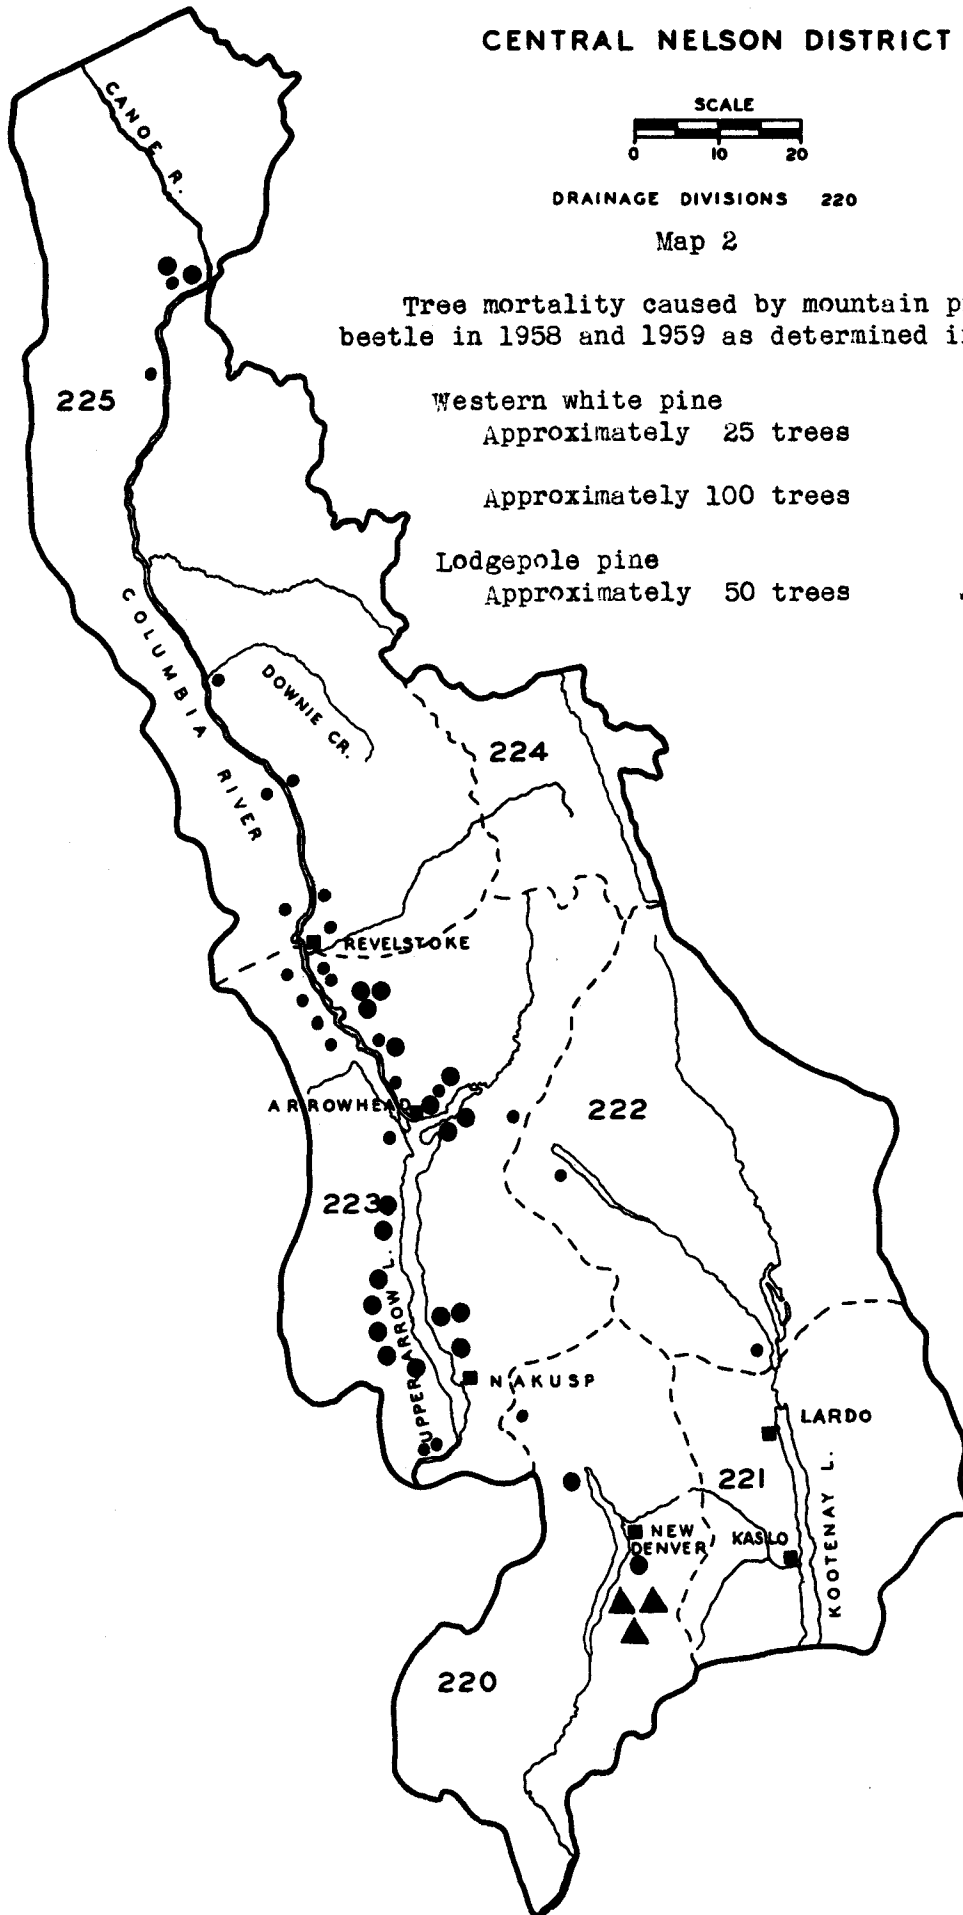 CENTRAL NELSON DISTRICT
SCALE
0 10 20
DRAINAGE DIVISIONS 220
Map 2
Tree mortality caused by mountain
beetle in 1958 and 1959 as determined
Western white pine
Approximately 25 trees
Approximately 100 trees
Lodgepole pine
Approximately 50 trees
CANOE R.
225
COLUMBIA RIVER
DOWNIE CR.
224
REVELSTOKE
ARROWHEAD
222
223
UPPER ARROW L.
NAKUSP
LARDO
221
KOOTENAY L.
NEW
DENVER
KASLO
220